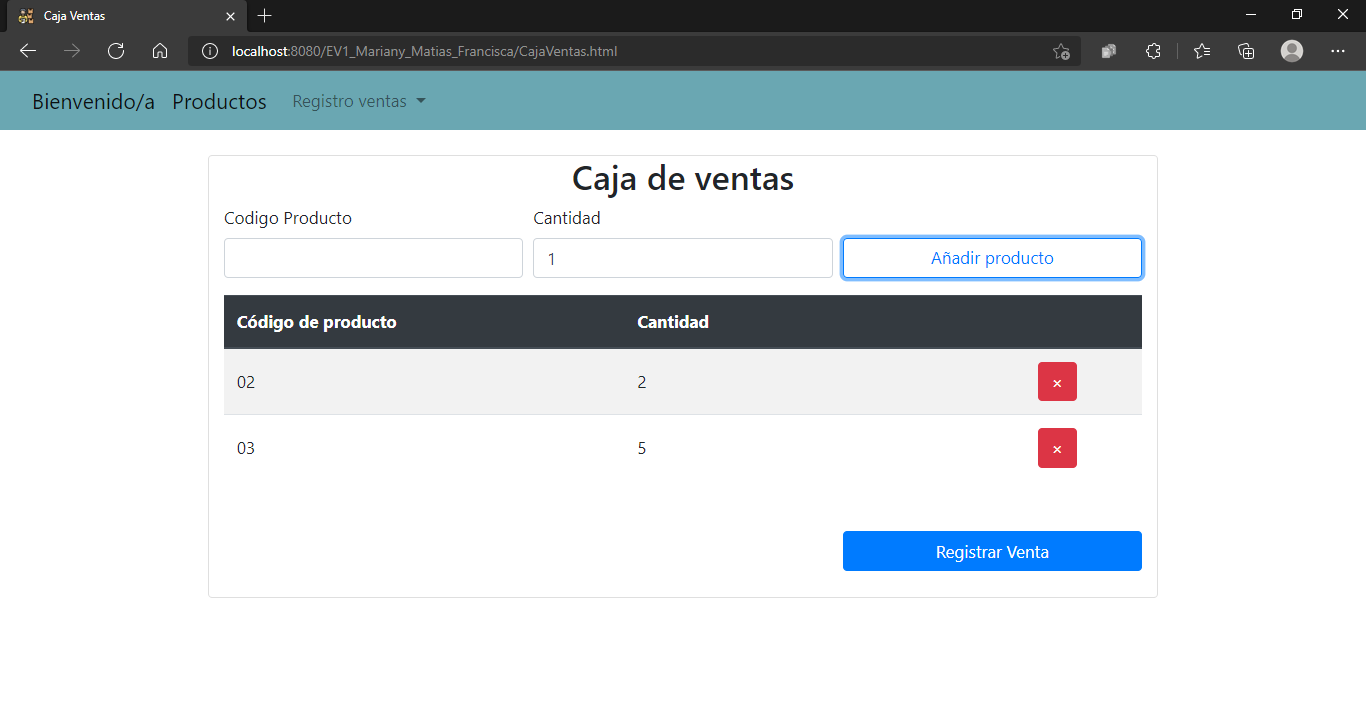 Caja Ventas
localhost:8080/EV1_Mariany_Matias_Francisca/CajaVentas.html
Bienvenido/a Productos Registro ventas
Caja de ventas
Codigo Producto Cantidad
1 Añadir producto
Código de producto Cantidad
02 2 ×
03 5 ×
Registrar Venta